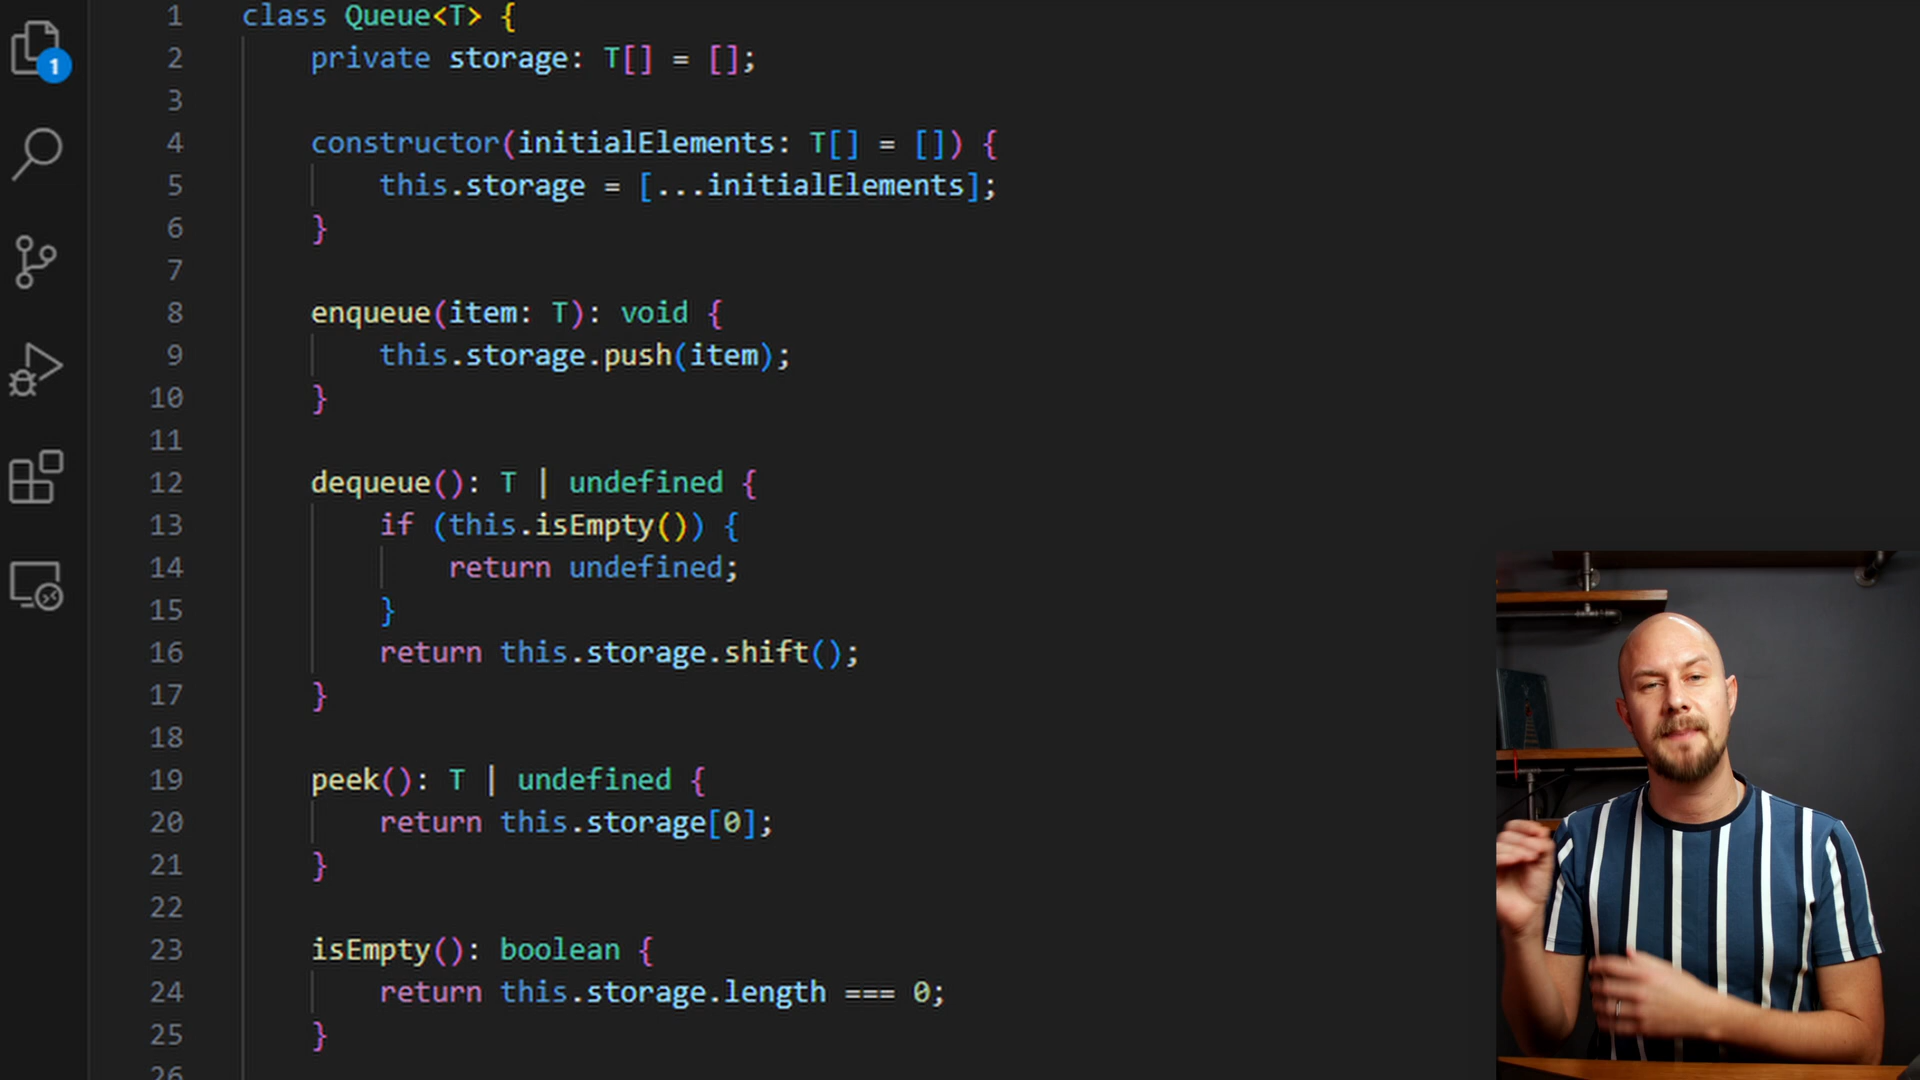 1
1 class Queue<T> {
2 private storage: T[] = [];
3
4 constructor(initialElements: T[] = []) {
5 this.storage = [...initialElements];
6 }
7
8 enqueue(item: T): void {
9 this.storage.push(item);
10 }
11
12 dequeue(): T | undefined {
13 if (this.isEmpty()) {
14 return undefined;
15 }
16 return this.storage.shift();
17 }
18
19 peek(): T | undefined {
20 return this.storage[0];
21 }
22
23 isEmpty(): boolean {
24 return this.storage.length === 0;
25 }
26